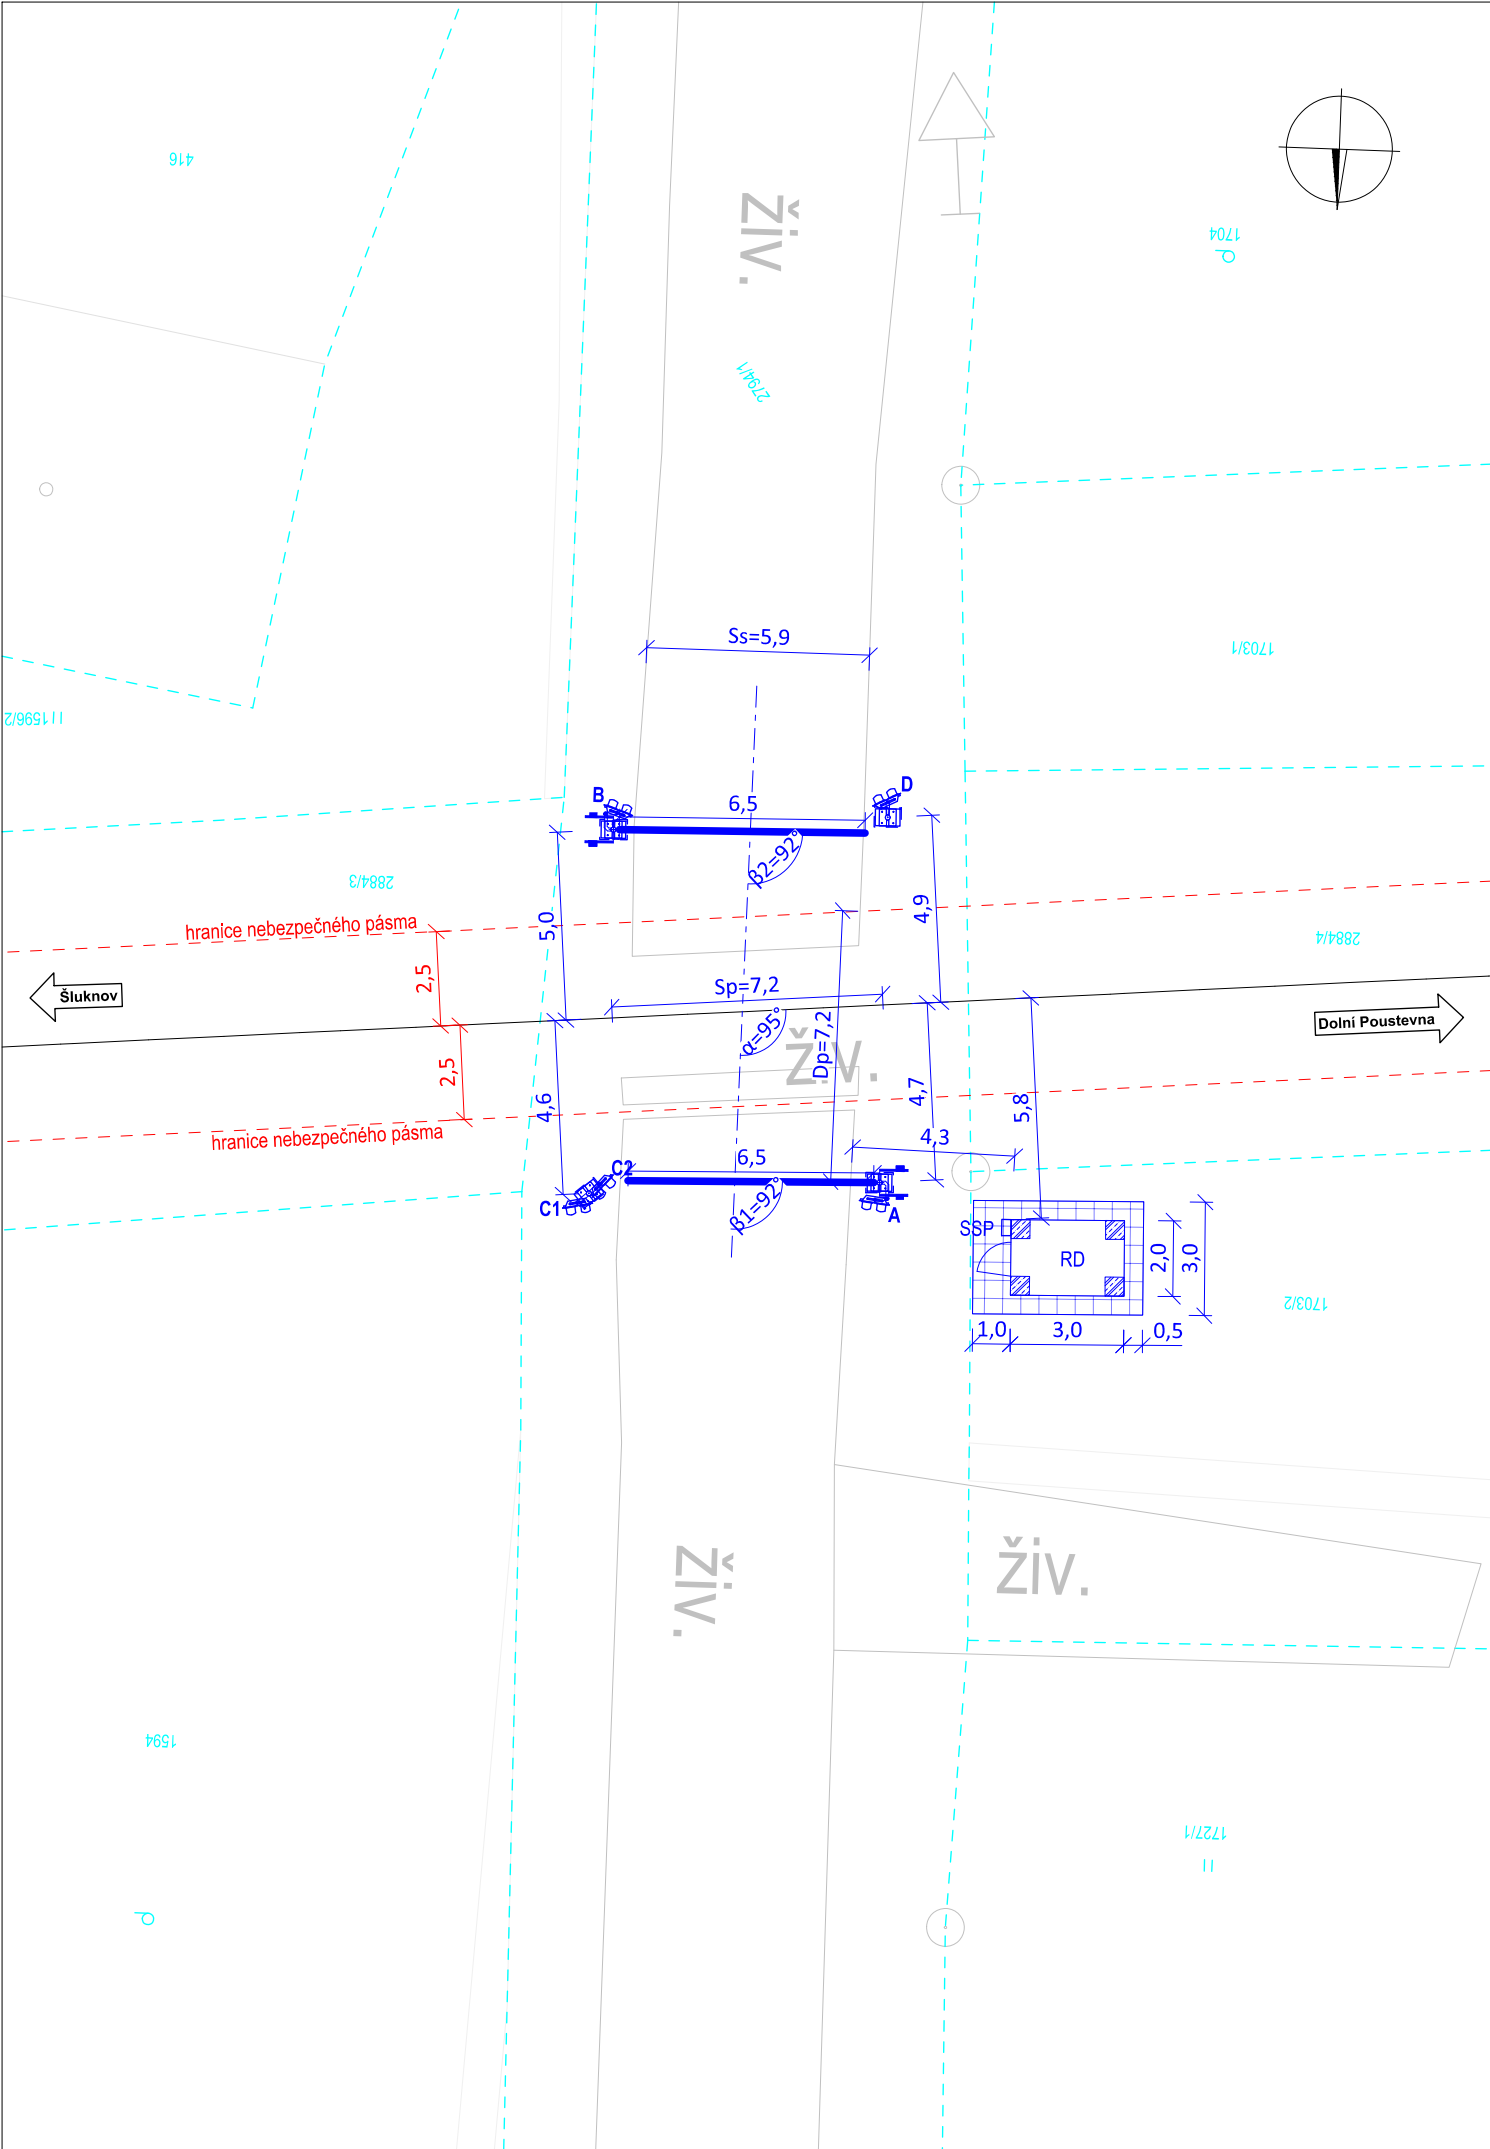 416
živ.
1704
2794/1
Ss=5,9
1703/1
1596/2
B
6,5
D
β2=92°
2884/3
hranice nebezpečného pásma
5,0
4,9
2884/4
2,5
Šluknov
Sp=7,2
Dolní Poustevna
α=95°
živ.
Dp=7,2
2,5
4,6
4,7
5,8
hranice nebezpečného pásma
4,3
6,5
C2
C1
β1=92°
A
SSP
RD
2,0
3,0
1703/2
1,0
3,0
0,5
živ.
živ.
1594
1727/1